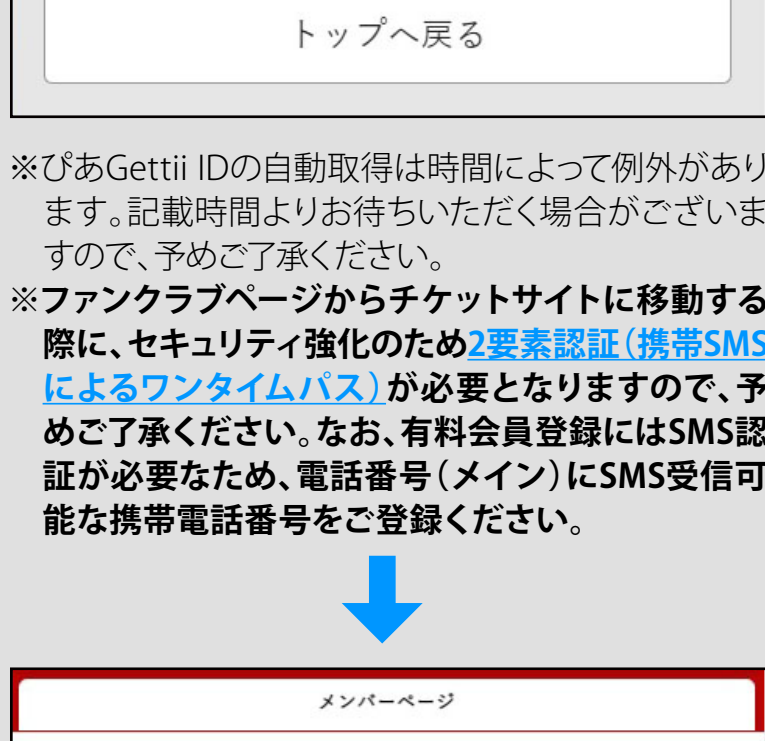 トップへ戻る
※ぴあGettii IDの自動取得は時間によって例外があり
ます。記載時間よりお待ちいただく場合がございま
すので、予めご了承ください。
※ファンクラブページからチケットサイトに移動する
際に、セキュリティ強化のため2要素認証（携帯SMS
によるワンタイムパス）が必要となりますので、予
めご了承ください。なお、有料会員登録にはSMS認
証が必要なため、電話番号（メイン）にSMS受信可
能な携帯電話番号をご登録ください。
メンバーページ